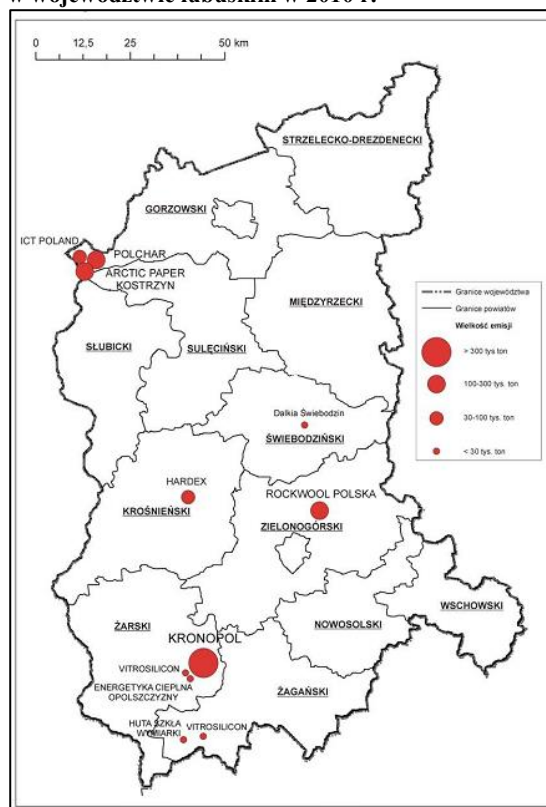 w województwie lubuskim w 2010 r.
0 12,5 25 50 km
STRZELECKO-DREZDENECKI
GORZOWSKI
ICT POLAND
POLCHAR
ARCTIC PAPER
KOSTRZYN
MIĘDZYRZECKI
Granice województwa
Granice powiatów
Wielkość emisji
> 300 tys ton
100-300 tys. ton
30-100 tys. ton
< 30 tys. ton
SŁUBICKI
SULĘCIŃSKI
Dalkia Świebodzin
ŚWIEBODZIŃSKI
HARDEX
KROŚNIEŃSKI
ROCKWOOL POLSKA
ZIELONOGÓRSKI
WSCHOWSKI
NOWOSOLSKI
ŻARSKI
KRONOPOL
VITROSILICON
ENERGETYKA CIEPLNA
OPOLSZCZYZNY
ŻAGAŃSKI
HUTA SZKŁA
WYMIARKI
VITROSILICON